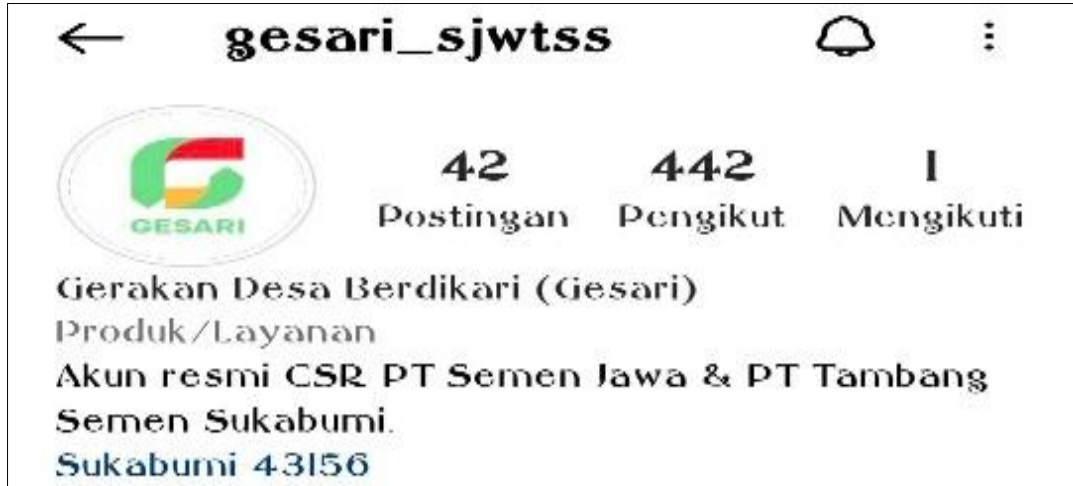 gesari_sjwtss
GESARI
42
442
1
Postingan
Pengikut
Mengikuti
Gerakan Desa Berdikari (Gesari)
Produk/Layanan
Akun resmi CSR PT Semen Jawa & PT Tambang
Semen Sukabumi.
Sukabumi 43156